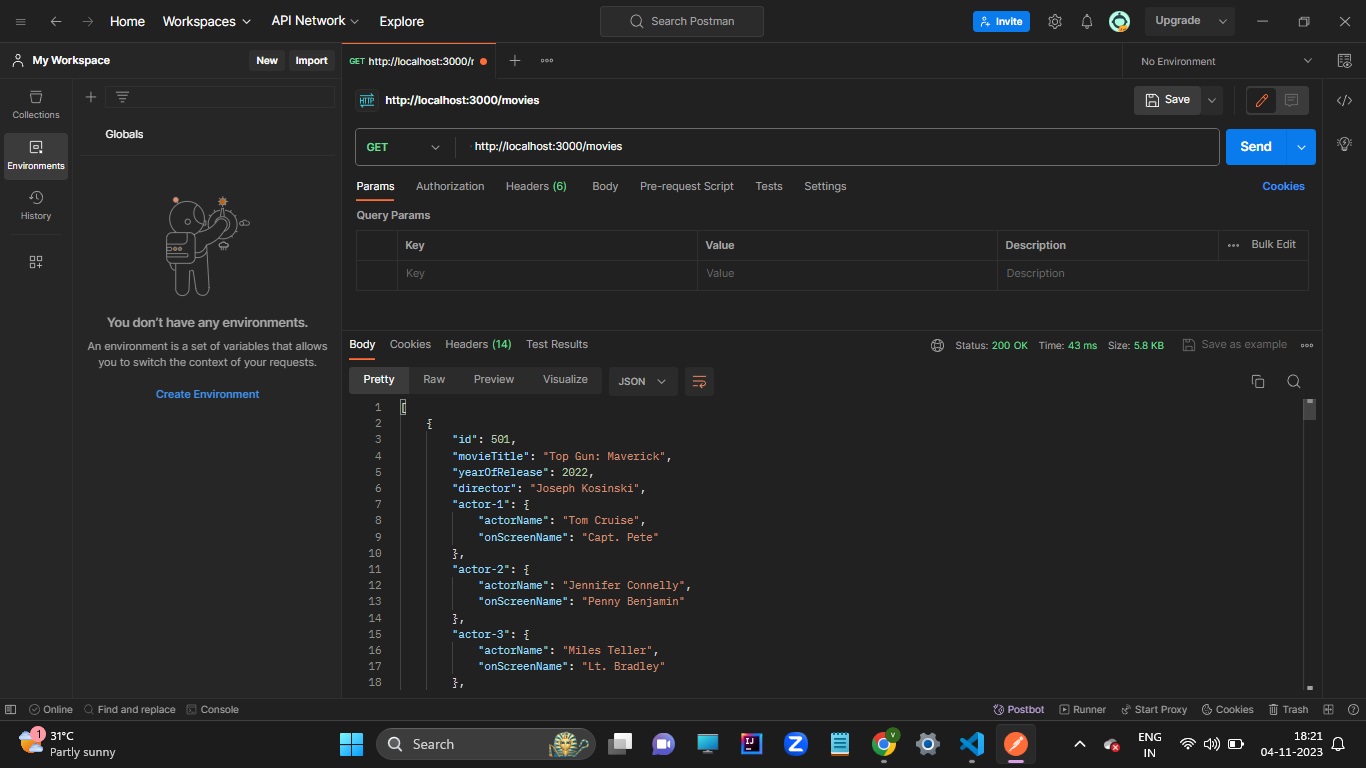 Home Workspaces API Network Explore Search Postman Invite Upgrade
My Workspace New Import GET http://localhost:3000/r No Environment
HTTP http://localhost:3000/movies Save
Collections
Environments
History
Globals
You don't have any environments.
An environment is a set of variables that allows
you to switch the context of your requests.
Create Environment
GET http://localhost:3000/movies Send
Params Authorization Headers (6) Body Pre-request Script Tests Settings Cookies
Query Params
Key Value Description Bulk Edit
Key Value Description
Body Cookies Headers (14) Test Results Status: 200 OK Time: 43 ms Size: 5.8 KB Save as example
Pretty Raw Preview Visualize JSON
1 [
2 {
3 "id": 501,
4 "movieTitle": "Top Gun: Maverick",
5 "yearOfRelease": 2022,
6 "director": "Joseph Kosinski",
7 "actor-1": {
8 "actorName": "Tom Cruise",
9 "onScreenName": "Capt. Pete"
10 },
11 "actor-2": {
12 "actorName": "Jennifer Connelly",
13 "onScreenName": "Penny Benjamin"
14 },
15 "actor-3": {
16 "actorName": "Miles Teller",
17 "onScreenName": "Lt. Bradley"
18 },
Online Find and replace Console Postbot Runner Start Proxy Cookies Trash
1 31°C
Partly sunny
Search
IJ
Z
V
ENG
IN
18:21
04-11-2023